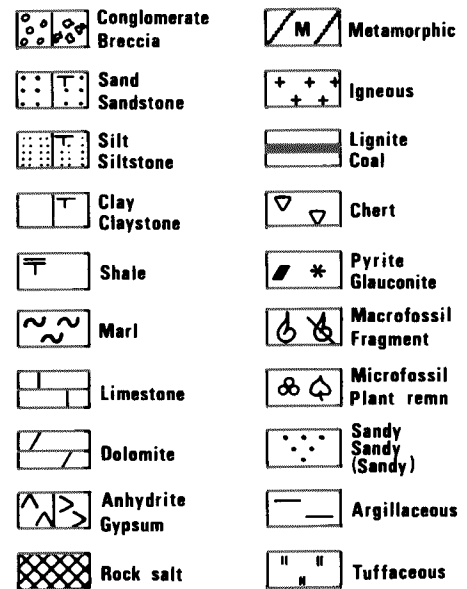 Conglomerate
Breccia
Sand
Sandstone
Silt
Siltstone
Clay
Claystone
Shale
Marl
Limestone
Dolomite
Anhydrite
Gypsum
Rock salt
M Metamorphic
Igneous
Lignite
Coal
Chert
Pyrite
Glauconite
Macrofossil
Fragment
Microfossil
Plant remn
Sandy
Sandy
(Sandy)
Argillaceous
Tuffaceous